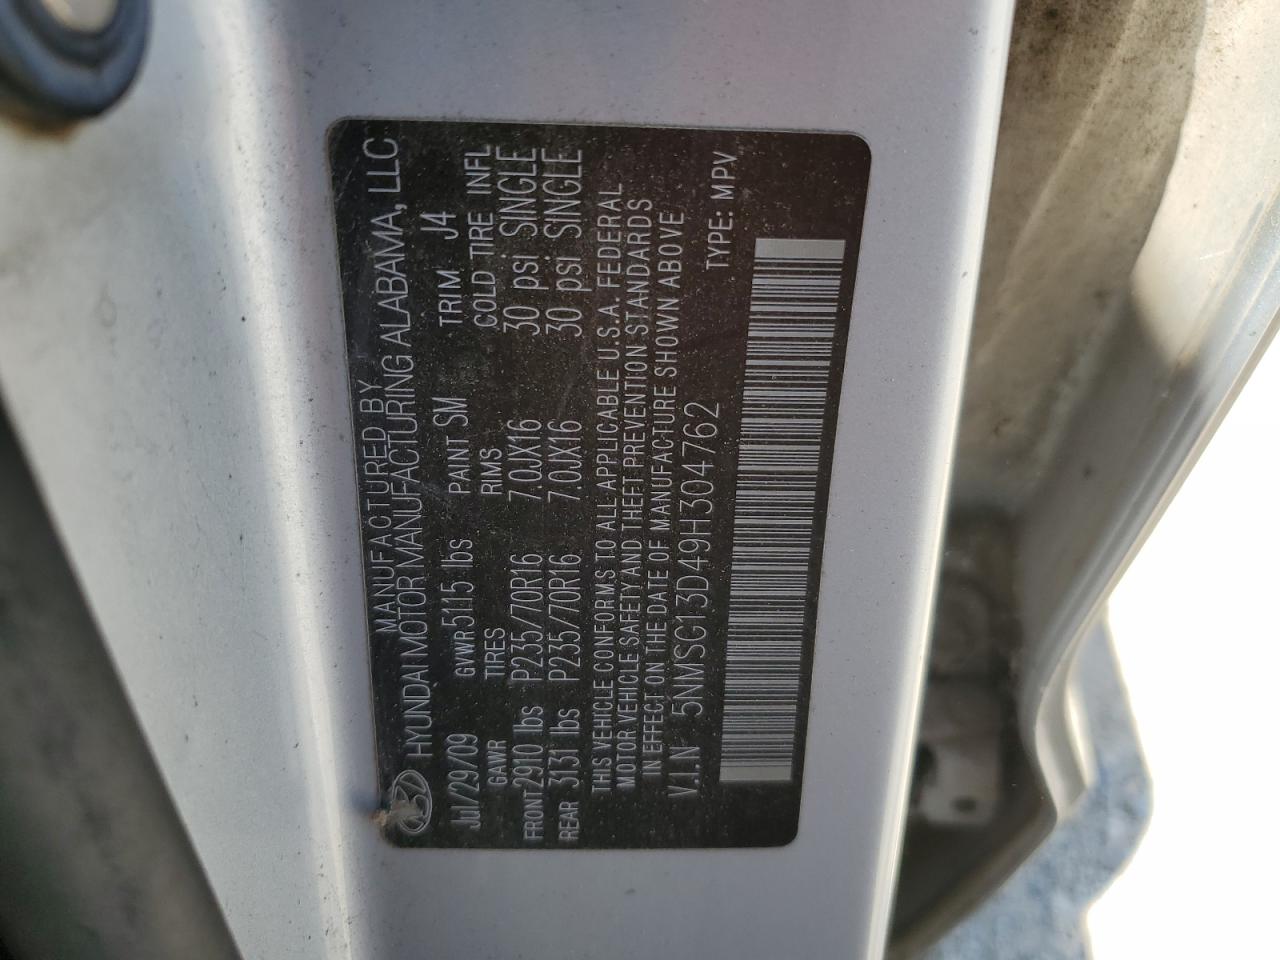 MANUFACTURED BY
HYUNDAI MOTOR MANUFACTURING ALABAMA, LLC
Jul/29/09 GVWR 5115 lbs PAINT SM TRIM J4
GAWR TIRES RIMS COLD TIRE INFL
FRONT 2910 lbs P235/70R16 7.0JX16 30 psi SINGLE
REAR 3131 lbs P235/70R16 7.0JX16 30 psi SINGLE
THIS VEHICLE CONFORMS TO ALL APPLICABLE U.S.A. FEDERAL
MOTOR VEHICLE SAFETY AND THEFT PREVENTION STANDARDS
IN EFFECT ON THE DATE OF MANUFACTURE SHOWN ABOVE
V.I.N 5NMSG13D49H304762 TYPE: MPV